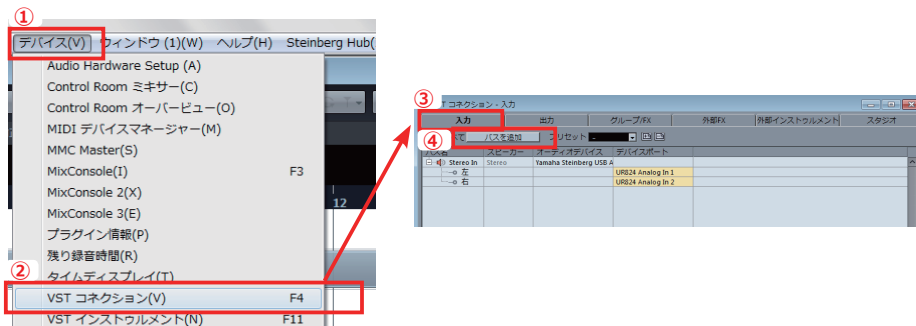 ①
デバイス(V) ウィンドウ (1)(W) ヘルプ(H) Steinberg Hub(
Audio Hardware Setup (A)
Control Room ミキサー(C)
Control Room オーバービュー(O)
MIDI デバイスマネージャー(M)
MMC Master(S)
MixConsole(I) F3
MixConsole 2(X)
MixConsole 3(E)
プラグイン情報(P)
残り録音時間(R)
②
タイムディスプレイ(T)
VST コネクション(V) F4
VST インストゥルメント(N) F11
12
③
T コネクション - 入力
入力 出力 グループ/FX 外部FX 外部インストゥルメント スタジオ
④
て バスを追加 プリセット -
バス名 スピーカー オーディオデバイス デバイスポート
Stereo In Stereo Yamaha Steinberg USB A
左 UR824 Analog In 1
右 UR824 Analog In 2